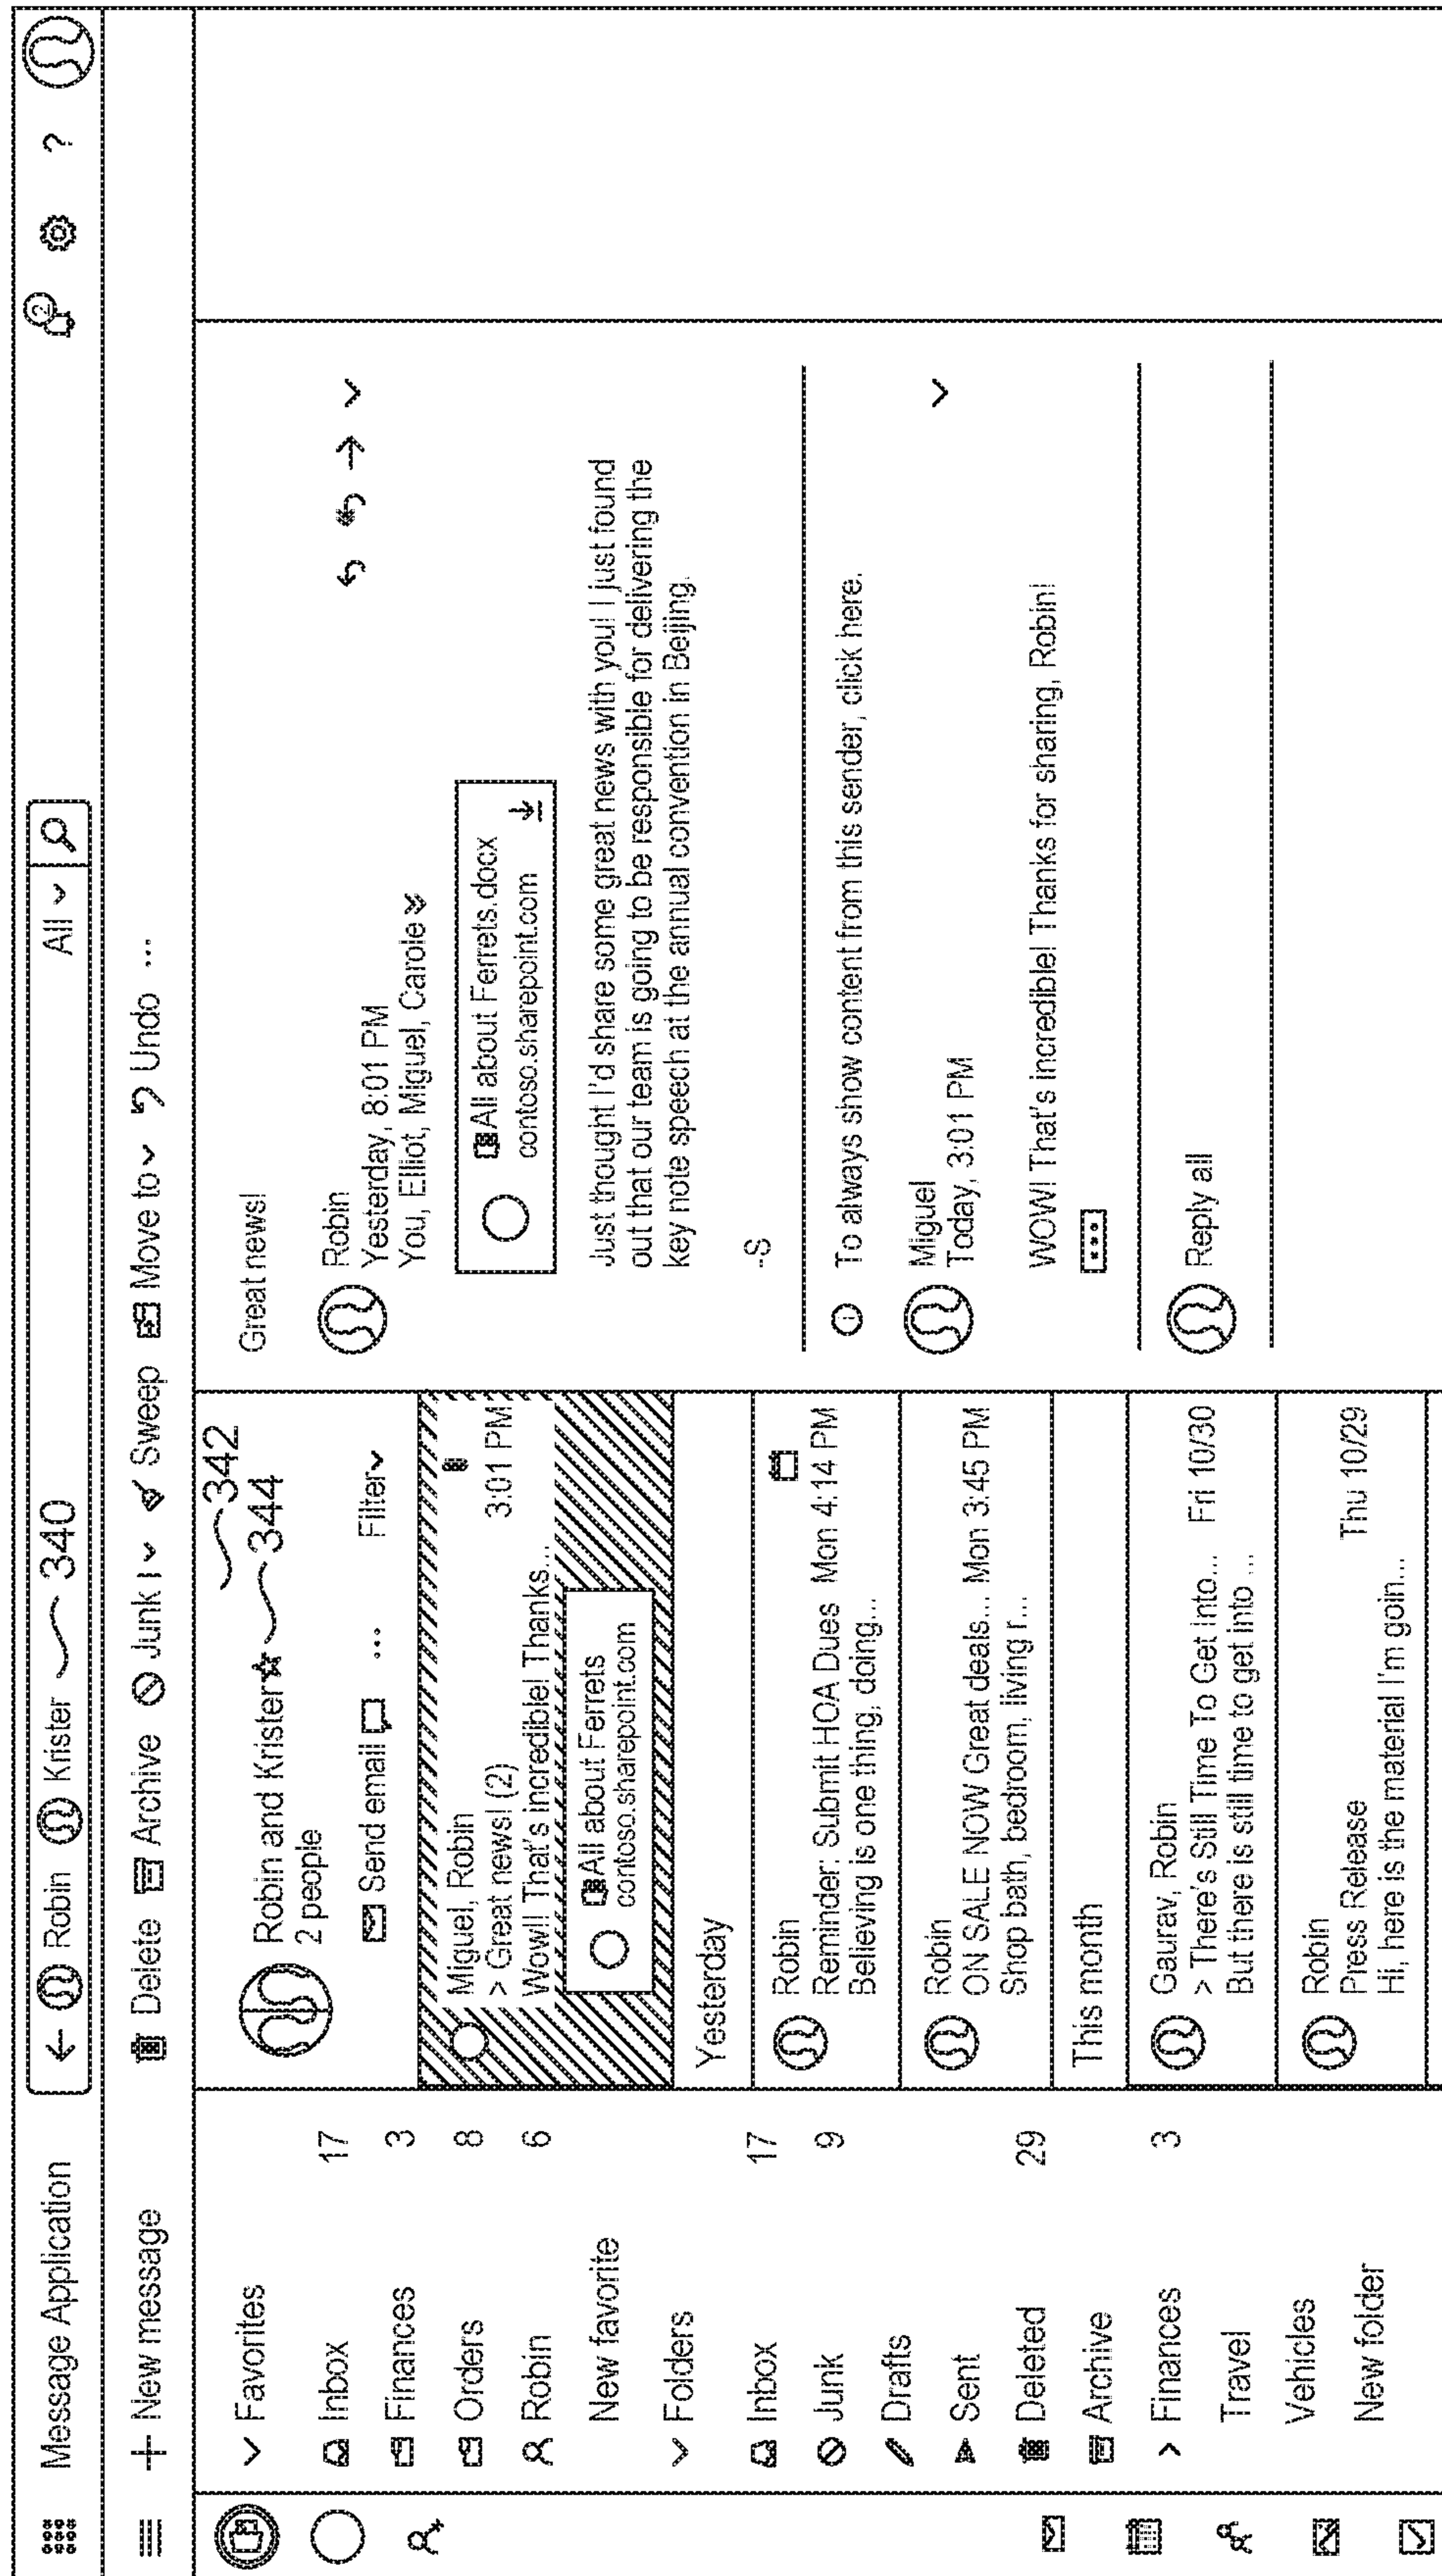 Message Application
← Robin Krister 340
All
2
?
+ New message
Delete Archive Junk | Sweep Move to Undo ...
Favorites
Inbox 17
Finances 3
Orders 8
Robin 6
New favorite
Folders
Inbox 17
Junk 9
Drafts
Sent
Deleted 29
Archive
> Finances 3
Travel
Vehicles
New folder
342
Robin and Krister☆ 344
2 people
Send email ... Filter
Miguel, Robin
> Great news! (2) 3:01 PM
Wow!! That's incredible! Thanks...
All about Ferrets
contoso.sharepoint.com
Yesterday
Robin
Reminder: Submit HOA Dues Mon 4:14 PM
Believing is one thing, doing...
Robin
ON SALE NOW Great deals... Mon 3:45 PM
Shop bath, bedroom, living r...
This month
Gaurav, Robin
> There's Still Time To Get Into... Fri 10/30
But there is still time to get into ...
Robin
Press Release Thu 10/29
Hi, here is the material I'm goin...
Great news!
Robin
Yesterday, 8:01 PM
You, Elliot, Miguel, Carole
All about Ferrets.docx
contoso.sharepoint.com
Just thought I'd share some great news with you! I just found
out that our team is going to be responsible for delivering the
key note speech at the annual convention in Beijing.
-S
To always show content from this sender, click here.
Miguel
Today, 3:01 PM
WOW! That's incredible! Thanks for sharing, Robin!
...
Reply all